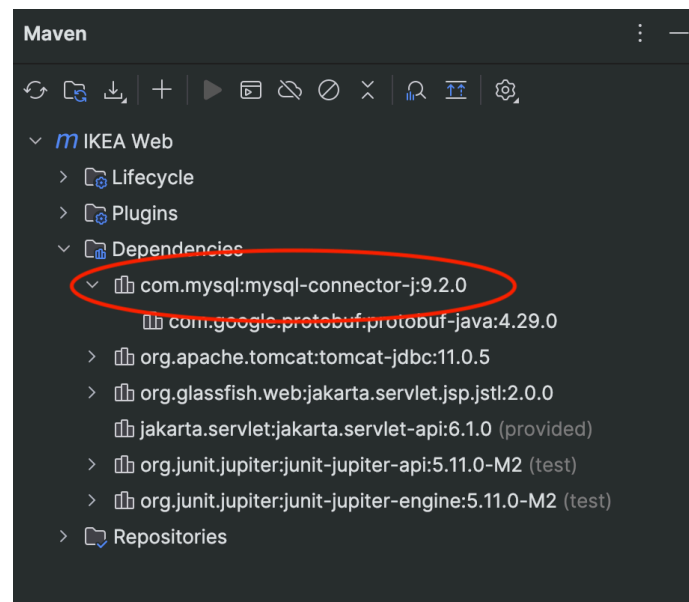 Maven
m IKEA Web
Lifecycle
Plugins
Dependencies
com.mysql:mysql-connector-j:9.2.0
com.google.protobuf:protobuf-java:4.29.0
org.apache.tomcat:tomcat-jdbc:11.0.5
org.glassfish.web:jakarta.servlet.jsp.jstl:2.0.0
jakarta.servlet:jakarta.servlet-api:6.1.0 (provided)
org.junit.jupiter:junit-jupiter-api:5.11.0-M2 (test)
org.junit.jupiter:junit-jupiter-engine:5.11.0-M2 (test)
Repositories